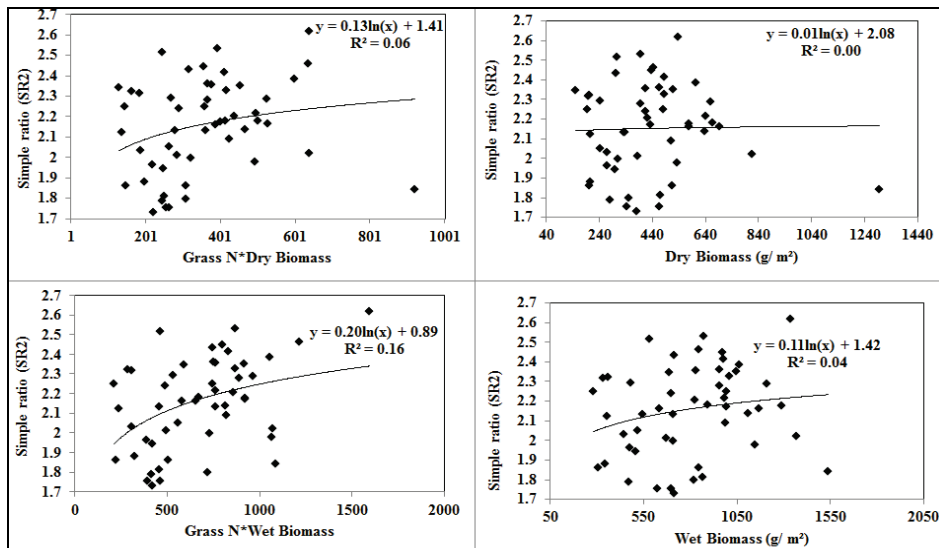 y = 0.13ln(x) + 1.41
R² = 0.06
Simple ratio (SR2)
2.7
2.6
2.5
2.4
2.3
2.2
2.1
2
1.9
1.8
1.7
1 201 401 601 801 1001
Grass N*Dry Biomass
y = 0.01ln(x) + 2.08
R² = 0.00
Simple ratio (SR2)
2.7
2.6
2.5
2.4
2.3
2.2
2.1
2.0
1.9
1.8
1.7
40 240 440 640 840 1040 1240 1440
Dry Biomass (g/ m²)
y = 0.20ln(x) + 0.89
R² = 0.16
Simple ratio (SR2)
2.7
2.6
2.5
2.4
2.3
2.2
2.1
2
1.9
1.8
1.7
0 500 1000 1500 2000
Grass N*Wet Biomass
y = 0.11ln(x) + 1.42
R² = 0.04
Simple ratio (SR2)
2.7
2.6
2.5
2.4
2.3
2.2
2.1
2
1.9
1.8
1.7
50 550 1050 1550 2050
Wet Biomass (g/ m²)